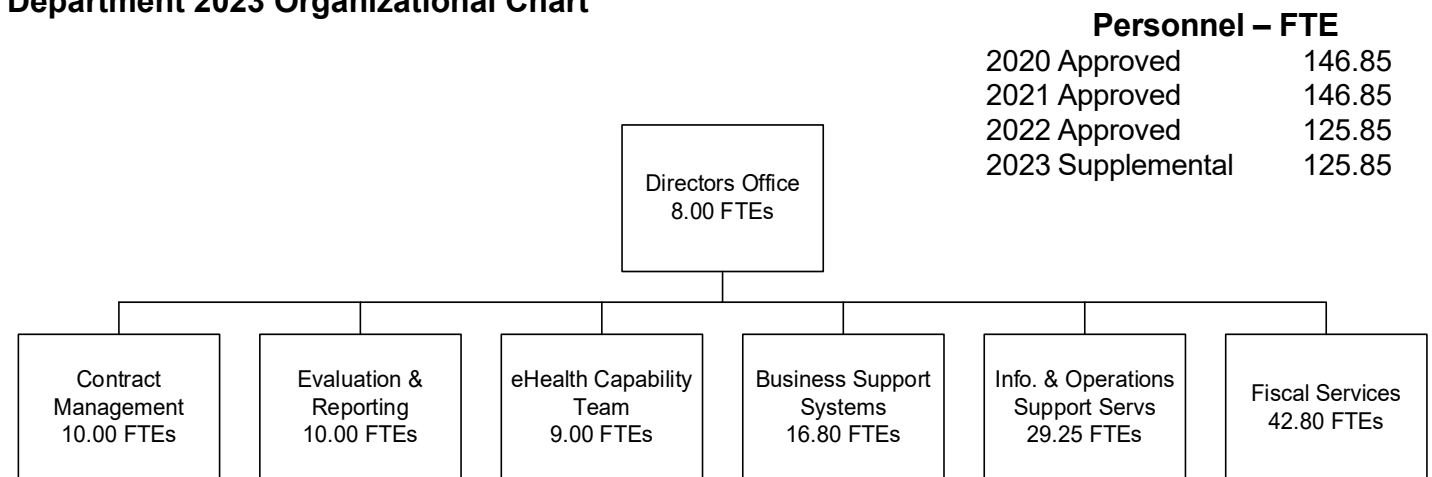 Department 2023 Organizational Chart
Personnel – FTE
2020 Approved 146.85
2021 Approved 146.85
2022 Approved 125.85
2023 Supplemental 125.85
Directors Office
8.00 FTEs
Contract
Management
10.00 FTEs
Evaluation &
Reporting
10.00 FTEs
eHealth Capability
Team
9.00 FTEs
Business Support
Systems
16.80 FTEs
Info. & Operations
Support Servs
29.25 FTEs
Fiscal Services
42.80 FTEs